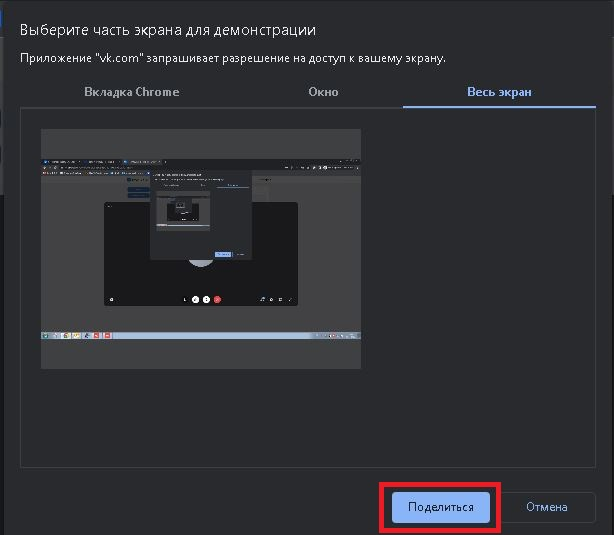 Выберите часть экрана для демонстрации
Приложение "vk.com" запрашивает разрешение на доступ к вашему экрану.
Вкладка Chrome
Окно
Весь экран
Поделиться
Отмена